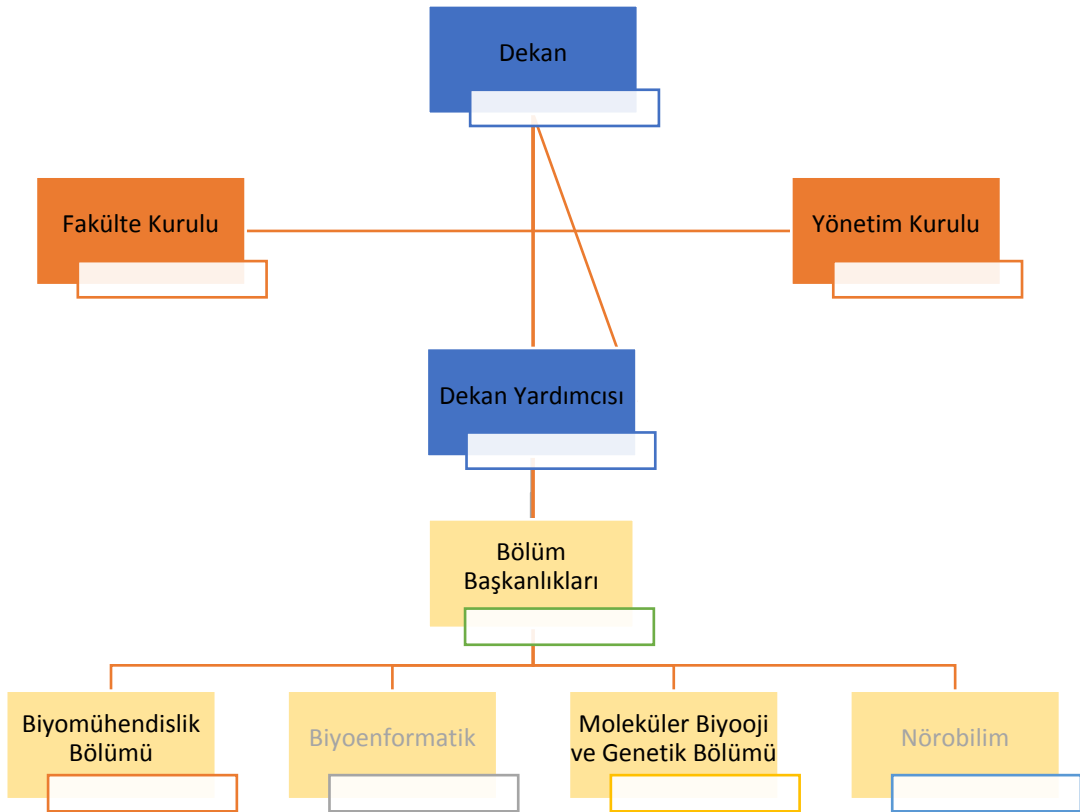 Dekan
Fakülte Kurulu
Yönetim Kurulu
Dekan Yardımcısı
Bölüm
Başkanlıkları
Biyomühendislik
Bölümü
Biyoenformatik
Moleküler Biyooji
ve Genetik Bölümü
Nörobilim